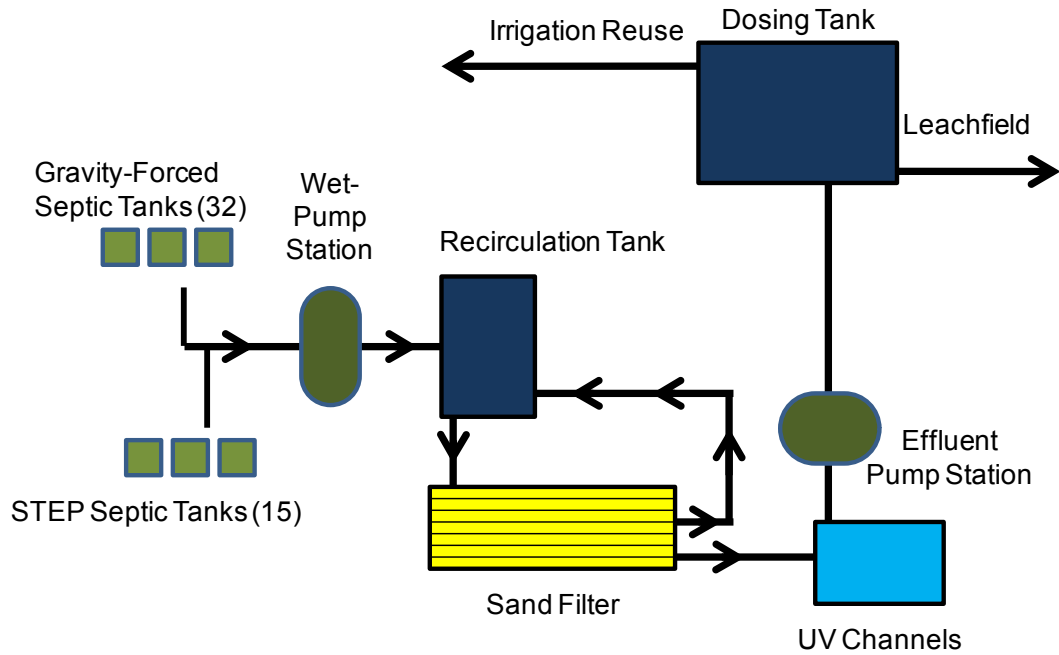 Dosing Tank
Irrigation Reuse
Leachfield
Gravity-Forced
Septic Tanks (32)
Wet-
Pump
Station
Recirculation Tank
STEP Septic Tanks (15)
Effluent
Pump Station
Sand Filter
UV Channels